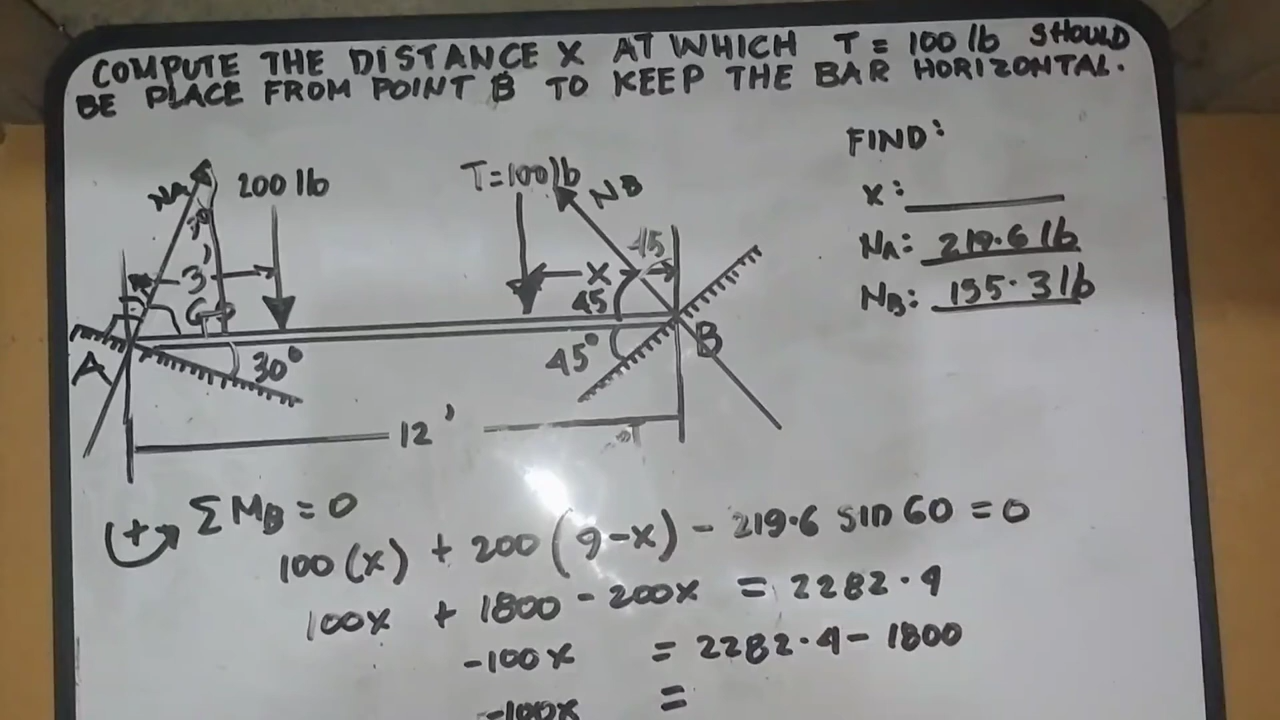 COMPUTE THE DISTANCE X AT WHICH T = 100 lb SHOULD
BE PLACE FROM POINT B TO KEEP THE BAR HORIZONTAL.
FIND:
X:
NA: 219.6 lb
NB: 155.3 lb
NA
200 lb
T=100 lb
NB
3'
X
45
45
30°
45°
A
B
12'
∑ MB = 0
100(x) + 200(9-x) - 219.6 SIN 60 = 0
100x + 1800 - 200x = 2282.4
-100x = 2282.4 - 1800
-100x =